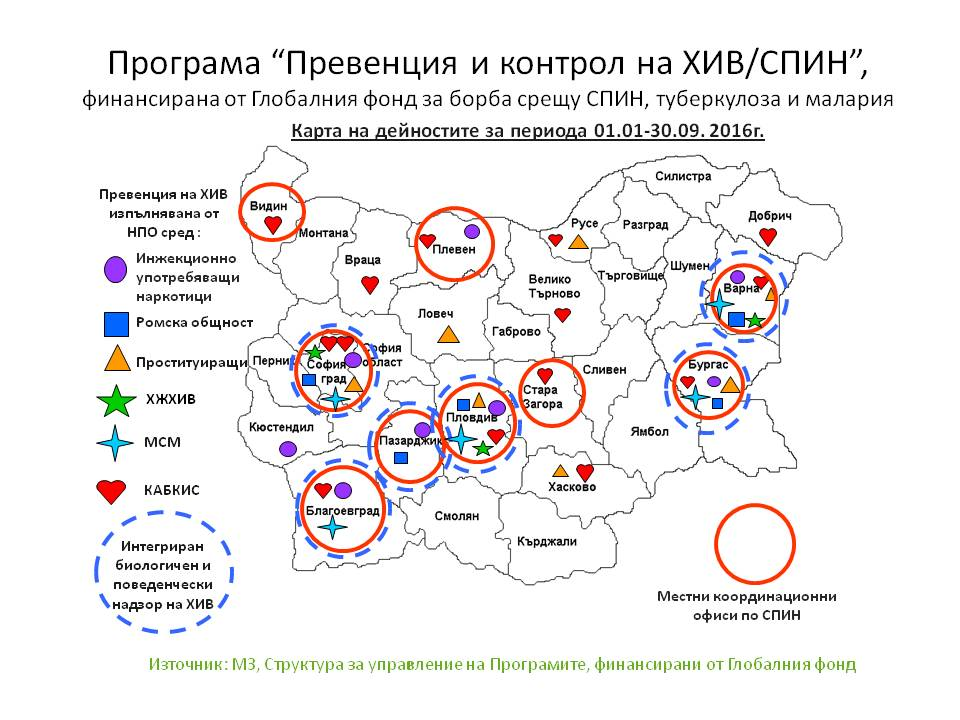 Програма “Превенция и контрол на ХИВ/СПИН”,
финансирана от Глобалния фонд за борба срещу СПИН, туберкулоза и малария
Карта на дейностите за периода 01.01-30.09. 2016г.
Превенция на ХИВ
изпълнявана от
НПО сред :
Инжекционно
употребяващи
наркотици
Ромска общност
Проституиращи
ХЖХИВ
МСМ
КАБКИС
Интегриран
биологичен и
поведенчески
надзор на ХИВ
Видин
Монтана
Враца
Плевен
Русе
Силистра
Разград
Добрич
Шумен
Търговище
Варна
Велико
Търново
Ловеч
Габрово
София
област
Перник
София
град
Кюстендил
Пазарджик
Пловдив
Стара
Загора
Сливен
Бургас
Ямбол
Хасково
Благоевград
Смолян
Кърджали
Местни координационни
офиси по СПИН
Източник: МЗ, Структура за управление на Програмите, финансирани от Глобалния фонд